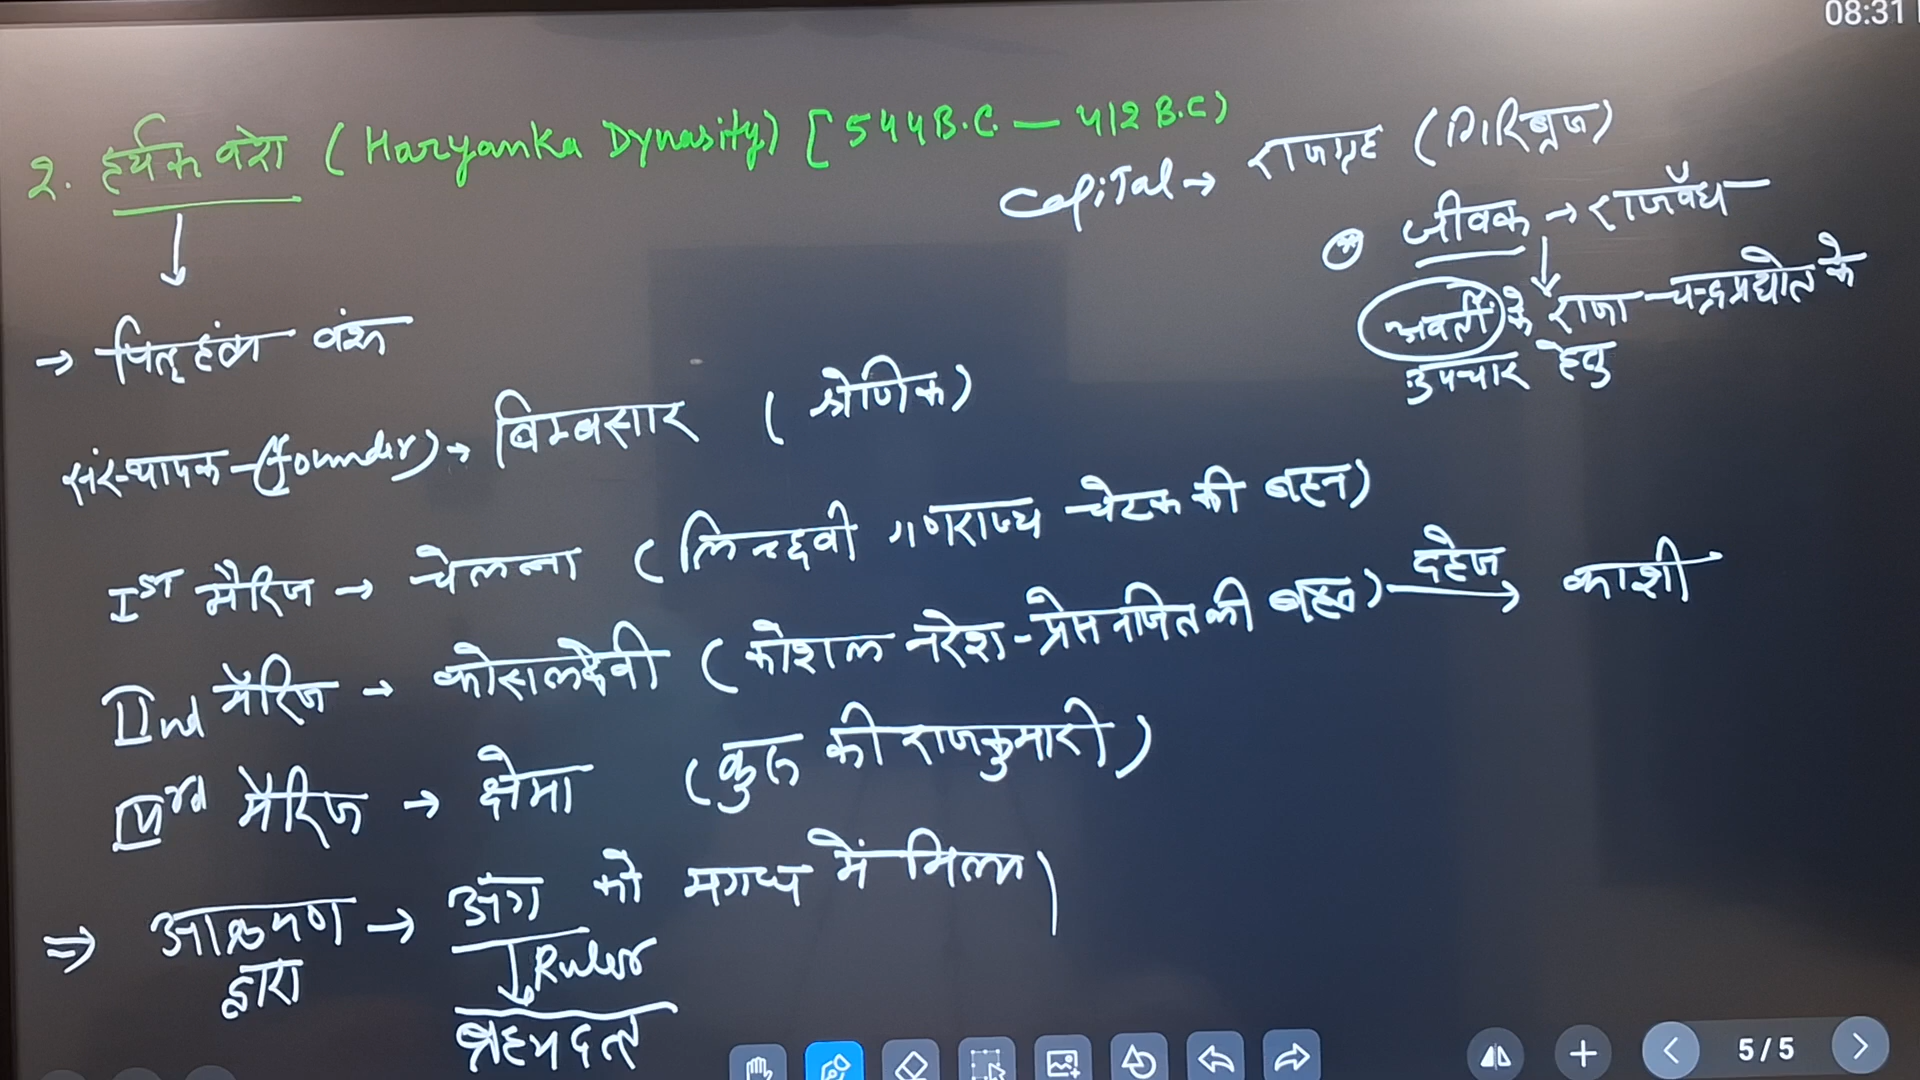 08:31
2. हर्यक वंश (Haryanka Dynasity) [544 B.C. — 412 B.C)
Capital → राजगृह (गिरिब्रज)
जीवक → राजवैद्य
अवंति के राजा चन्द्रप्रद्योत के
उपचार हेतु
→ पितृहंता वंश
संस्थापक - (founder) → बिम्बसार (श्रेणिक)
Ist मैरिज → चेलन्ना (लिच्छवी गणराज्य चेटक की बहन)
IInd मैरिज → कोसलदेवी (कोशल नरेश - प्रसेनजित की बहन) दहेज → काशी
IIIrd मैरिज → क्षेमा (कुरु की राजकुमारी)
⇒ आक्रमण → अंग को मगध में मिला
द्वारा
↓ Ruler
ब्रह्मदत्त
5/5